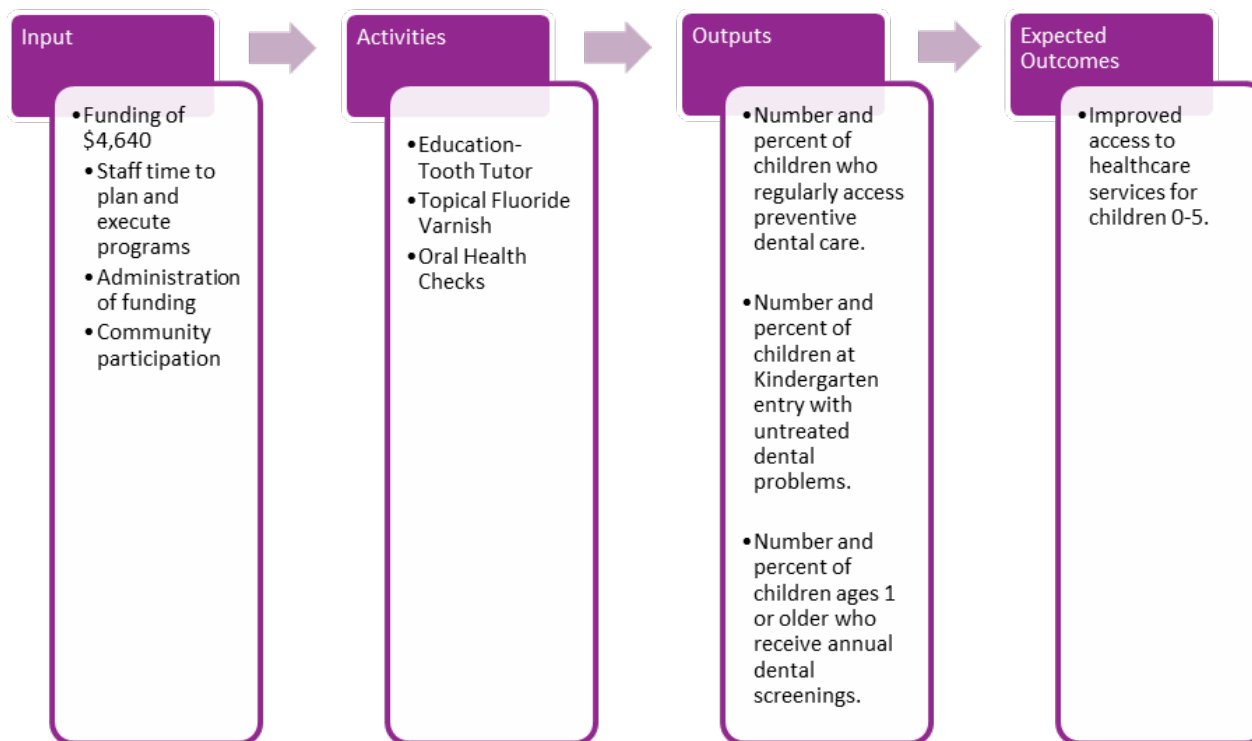 Input
•Funding of
$4,640
•Staff time to
plan and
execute
programs
•Administration
of funding
•Community
participation
Activities
•Education-
Tooth Tutor
•Topical Fluoride
Varnish
•Oral Health
Checks
Outputs
•Number and
percent of
children who
regularly access
preventive
dental care.
•Number and
percent of
children at
Kindergarten
entry with
untreated
dental
problems.
•Number and
percent of
children ages 1
or older who
receive annual
dental
screenings.
Expected
Outcomes
•Improved
access to
healthcare
services for
children 0-5.